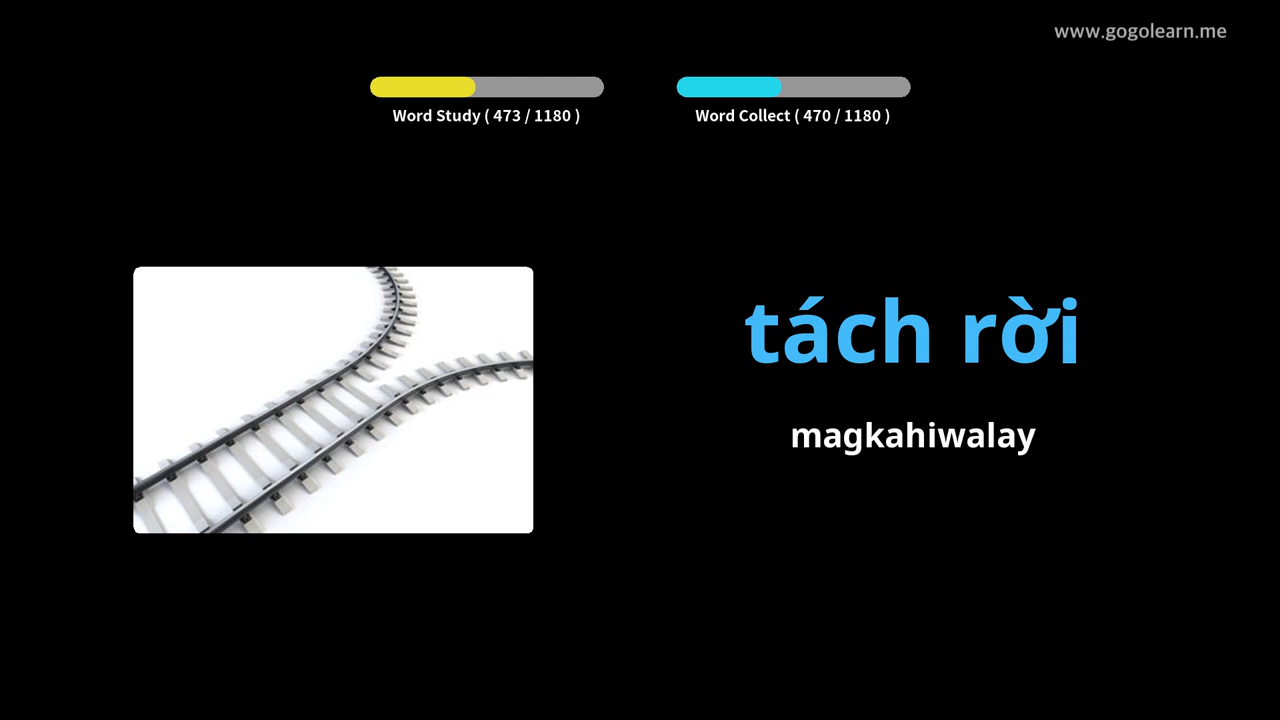 www.gogolearn.me
Word Study ( 473 / 1180 )
Word Collect ( 470 / 1180 )
tách rời
magkahiwalay